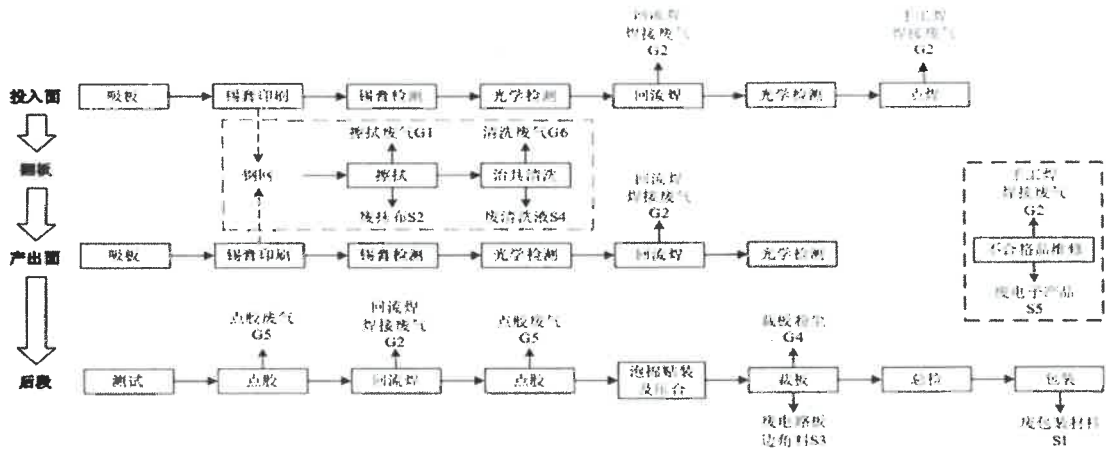 回流焊
焊接废气
G2
手工焊
焊接废气
G2
投入面
吸板
锡膏印刷
锡膏检测
光学检测
回流焊
光学检测
点焊
擦拭废气G1
清洗废气G6
翻板
钢网
擦拭
治具清洗
废抹布S2
废清洗液S4
回流焊
焊接废气
G2
手工焊
焊接废气
G2
不合格品维修
废电子产品
S5
产出面
吸板
锡膏印刷
锡膏检测
光学检测
回流焊
光学检测
点胶废气
G5
回流焊
焊接废气
G2
点胶废气
G5
裁板粉尘
G4
后段
测试
点胶
回流焊
点胶
泡棉贴装
及压合
裁板
总检
包装
废电路板
边角料S3
废包装材料
S1